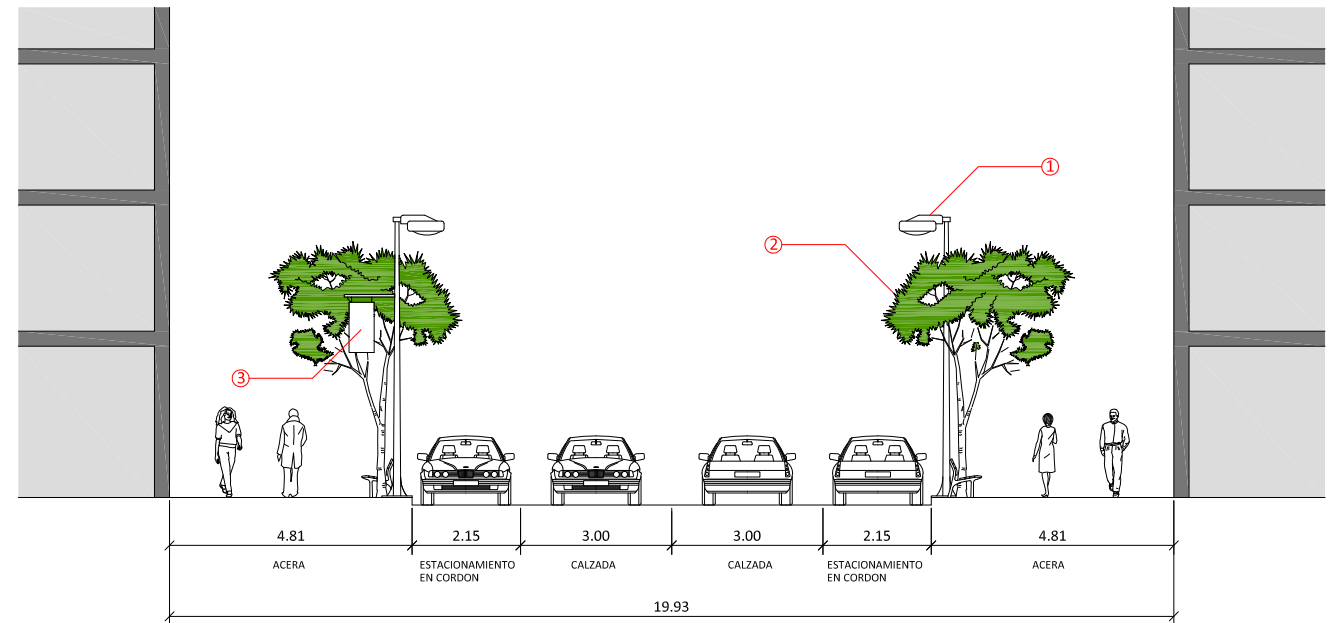 1
2
3
4.81 2.15 3.00 3.00 2.15 4.81
ACERA ESTACIONAMIENTO CALZADA CALZADA ESTACIONAMIENTO ACERA
EN CORDON EN CORDON
19.93